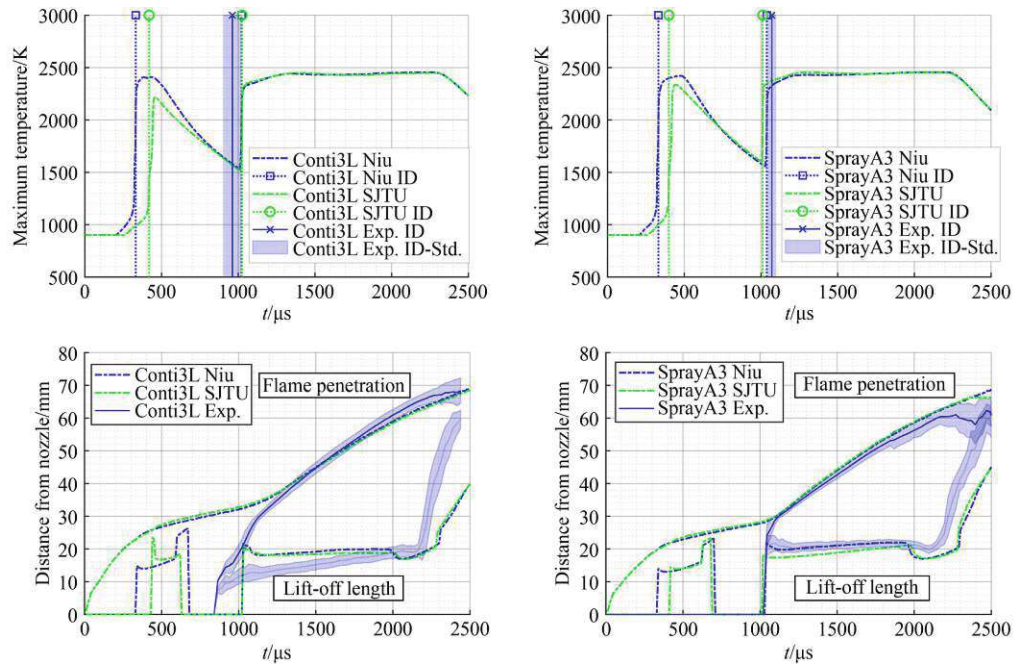 3000
2500
2000
1500
1000
500
Maximum temperature/K
Conti3L Niu
Conti3L Niu ID
Conti3L SJTU
Conti3L SJTU ID
Conti3L Exp. ID
Conti3L Exp. ID-Std.
0
500
1000
1500
2000
2500
t/μs
3000
2500
2000
1500
1000
500
Maximum temperature/K
SprayA3 Niu
SprayA3 Niu ID
SprayA3 SJTU
SprayA3 SJTU ID
SprayA3 Exp. ID
SprayA3 Exp. ID-Std.
0
500
1000
1500
2000
2500
t/μs
80
70
60
50
40
30
20
10
0
Distance from nozzle/mm
Conti3L Niu
Conti3L SJTU
Conti3L Exp.
Flame penetration
Lift-off length
0
500
1000
1500
2000
2500
t/μs
80
70
60
50
40
30
20
10
0
Distance from nozzle/mm
SprayA3 Niu
SprayA3 SJTU
SprayA3 Exp.
Flame penetration
Lift-off length
0
500
1000
1500
2000
2500
t/μs